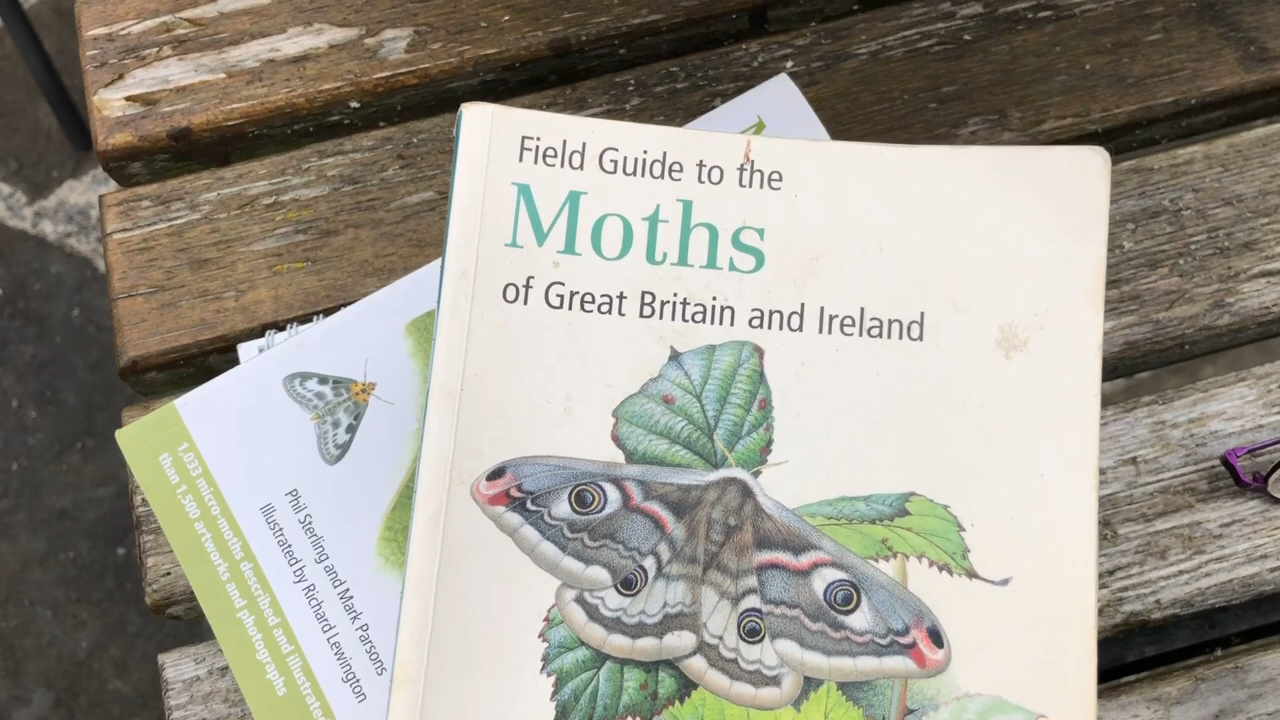 Field Guide to the
Moths
of Great Britain and Ireland
Phil Sterling and Mark Parsons
Illustrated by Richard Lewington
1,033 micro-moths described and illustrated
than 1,500 artworks and photographs